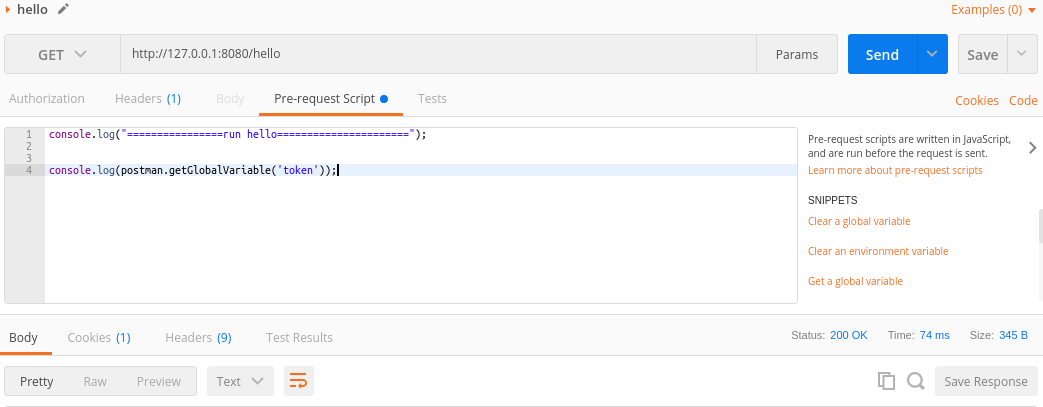 hello
Examples (0)
GET http://127.0.0.1:8080/hello Params Send Save
Authorization Headers (1) Body Pre-request Script Tests Cookies Code
1 console.log("================run hello======================");
2
3
4 console.log(postman.getGlobalVariable('token'));
Pre-request scripts are written in JavaScript,
and are run before the request is sent.
Learn more about pre-request scripts
SNIPPETS
Clear a global variable
Clear an environment variable
Get a global variable
Body Cookies (1) Headers (9) Test Results Status: 200 OK Time: 74 ms Size: 345 B
Pretty Raw Preview Text Save Response